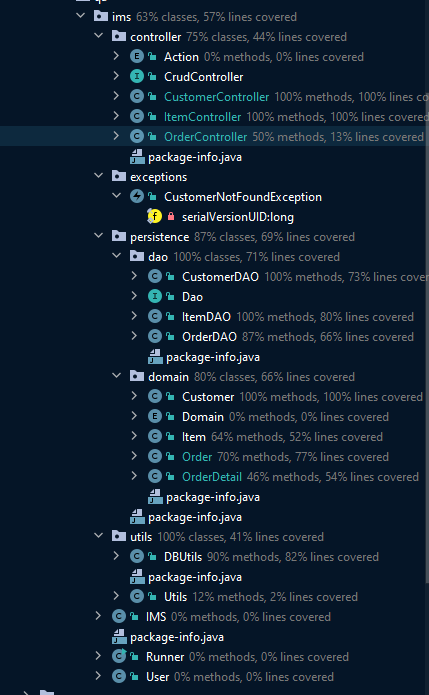 ims 63% classes, 57% lines covered
controller 75% classes, 44% lines covered
E Action 0% methods, 0% lines covered
I CrudController
C CustomerController 100% methods, 100% lines co
C ItemController 100% methods, 100% lines covered
C OrderController 50% methods, 13% lines covered
package-info.java
exceptions
CustomerNotFoundException
f serialVersionUID:long
persistence 87% classes, 69% lines covered
dao 100% classes, 71% lines covered
C CustomerDAO 100% methods, 73% lines cov
I Dao
C ItemDAO 100% methods, 80% lines covered
C OrderDAO 87% methods, 66% lines covered
package-info.java
domain 80% classes, 66% lines covered
C Customer 100% methods, 100% lines covere
E Domain 0% methods, 0% lines covered
C Item 64% methods, 52% lines covered
C Order 70% methods, 77% lines covered
C OrderDetail 46% methods, 54% lines covered
package-info.java
package-info.java
utils 100% classes, 41% lines covered
C DBUtils 90% methods, 82% lines covered
package-info.java
C Utils 12% methods, 2% lines covered
C IMS 0% methods, 0% lines covered
package-info.java
C Runner 0% methods, 0% lines covered
C User 0% methods, 0% lines covered